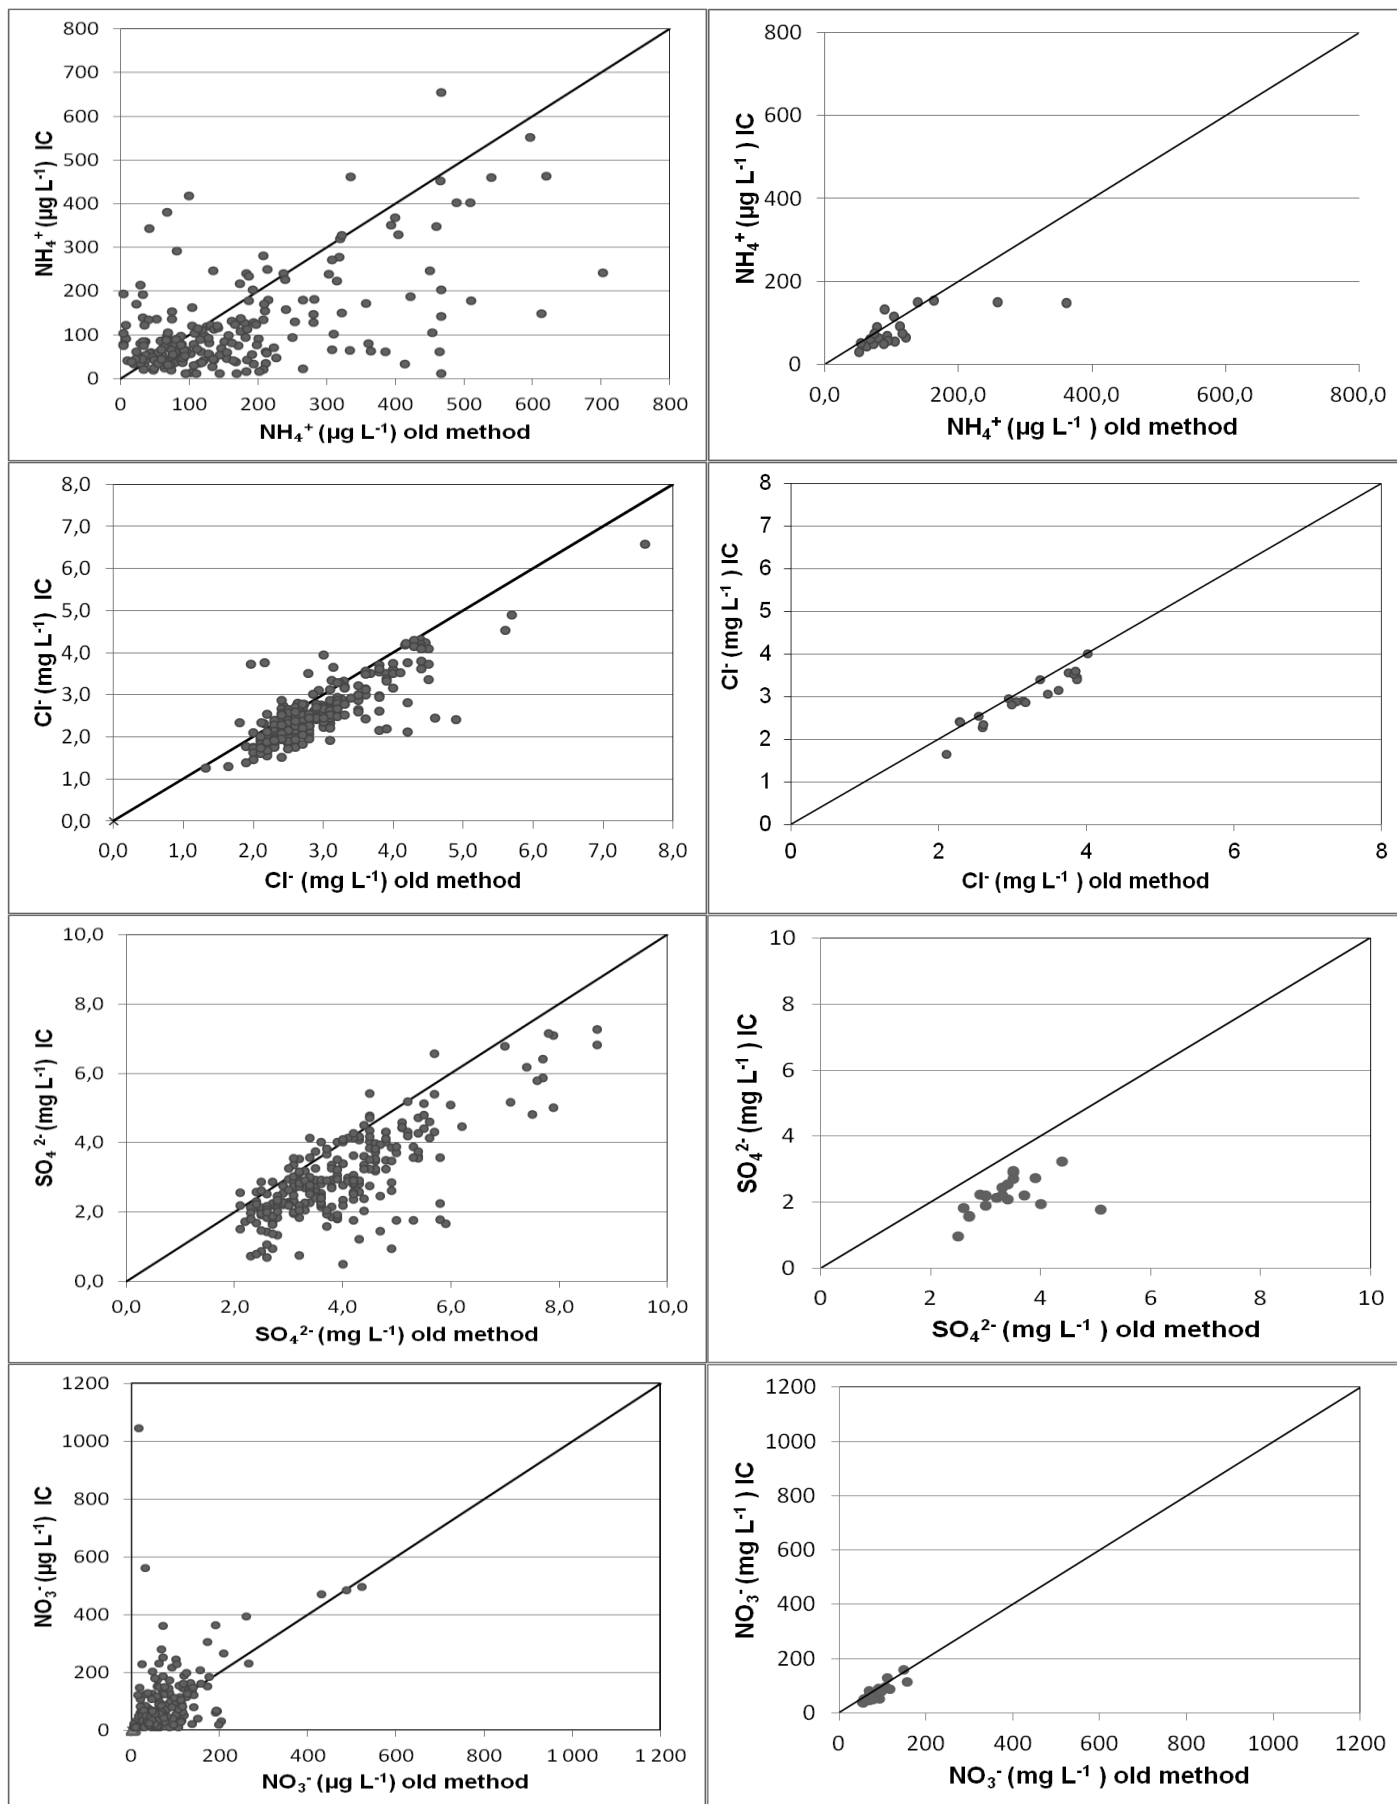 800
700
600
500
400
300
200
100
0
NH₄⁺ (µg L⁻¹) IC
0 100 200 300 400 500 600 700 800
NH₄⁺ (µg L⁻¹) old method
800
600
400
200
0
NH₄⁺ (µg L⁻¹ ) IC
0,0 200,0 400,0 600,0 800,0
NH₄⁺ (µg L⁻¹ ) old method
8,0
7,0
6,0
5,0
4,0
3,0
2,0
1,0
0,0
Cl⁻ (mg L⁻¹) IC
0,0 1,0 2,0 3,0 4,0 5,0 6,0 7,0 8,0
Cl⁻ (mg L⁻¹) old method
8
7
6
5
4
3
2
1
0
Cl⁻ (mg L⁻¹ ) IC
0 2 4 6 8
Cl⁻ (mg L⁻¹ ) old method
10,0
8,0
6,0
4,0
2,0
0,0
SO₄²⁻ (mg L⁻¹) IC
0,0 2,0 4,0 6,0 8,0 10,0
SO₄²⁻ (mg L⁻¹) old method
10
8
6
4
2
0
SO₄²⁻ (mg L⁻¹ ) IC
0 2 4 6 8 10
SO₄²⁻ (mg L⁻¹ ) old method
1200
1000
800
600
400
200
0
NO₃⁻ (µg L⁻¹) IC
0 200 400 600 800 1000 1200
NO₃⁻ (µg L⁻¹) old method
1200
1000
800
600
400
200
0
NO₃⁻ (mg L⁻¹ ) IC
0 200 400 600 800 1000 1200
NO₃⁻ (mg L⁻¹ ) old method